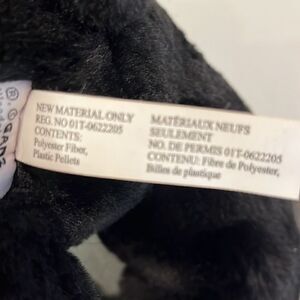 NEW MATERIAL ONLY
REG. NO 01T-0622205
CONTENTS:
Polyester Fiber,
Plastic Pellets
MATÉRIAUX NEUFS
SEULEMENT
NO. DE PERMIS 01T-0622205
CONTENU: Fibre de Polyester,
Billes de plastique
GANZ